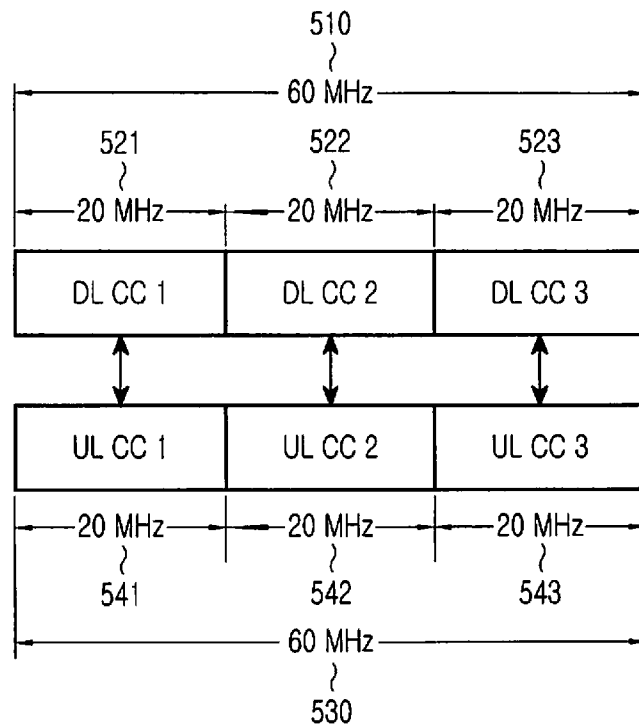 510
60 MHz
521 522 523
20 MHz 20 MHz 20 MHz
DL CC 1 DL CC 2 DL CC 3
UL CC 1 UL CC 2 UL CC 3
20 MHz 20 MHz 20 MHz
541 542 543
60 MHz
530